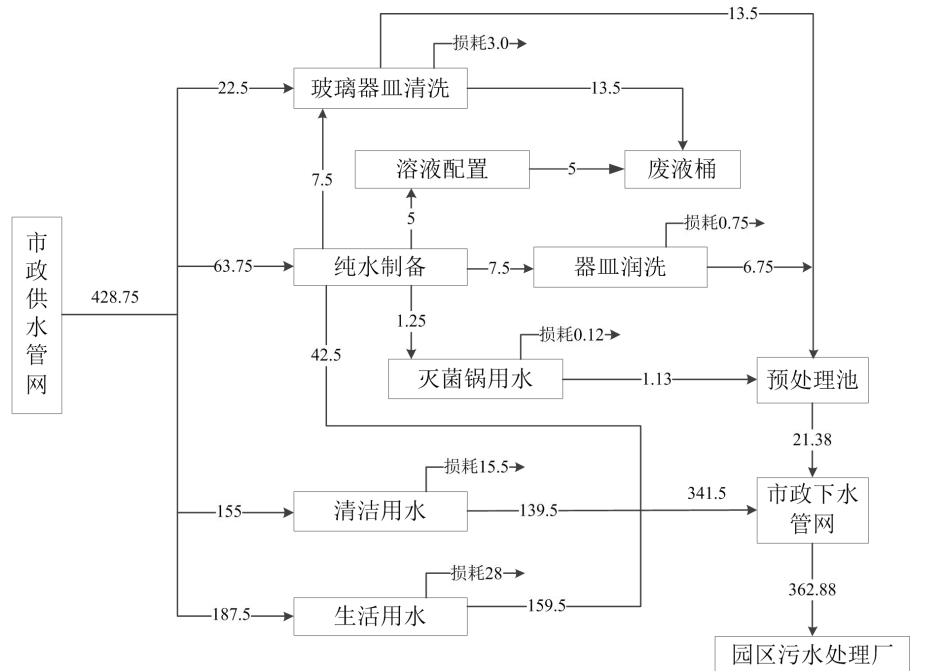 13.5
损耗3.0
22.5
玻璃器皿清洗
13.5
7.5
溶液配置
5
废液桶
5
损耗0.75
市政供水管网
428.75
63.75
纯水制备
7.5
器皿润洗
6.75
1.25
42.5
损耗0.12
灭菌锅用水
1.13
预处理池
21.38
损耗15.5
155
清洁用水
139.5
341.5
市政下水
管网
损耗28
187.5
生活用水
159.5
362.88
园区污水处理厂